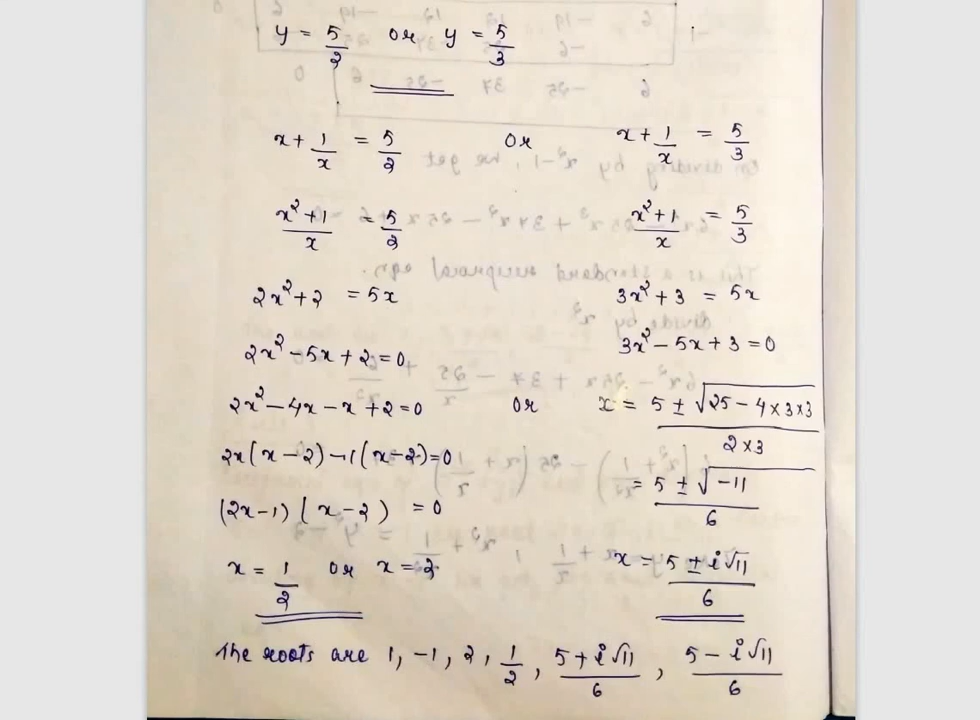 y = 5/2 or y = 5/3
x + 1/x = 5/2 or x + 1/x = 5/3
(x² + 1)/x = 5/2 (x² + 1)/x = 5/3
2x² + 2 = 5x 3x² + 3 = 5x
2x² - 5x + 2 = 0 3x² - 5x + 3 = 0
2x² - 4x - x + 2 = 0 or x = (5 ± √(25 - 4×3×3))/(2×3)
2x(x - 2) - 1(x - 2) = 0 = (5 ± √-11)/6
(2x - 1)(x - 2) = 0
x = 1/2 or x = 2 x = (5 ± i√11)/6
The roots are 1, -1, 2, 1/2, (5 + i√11)/6, (5 - i√11)/6